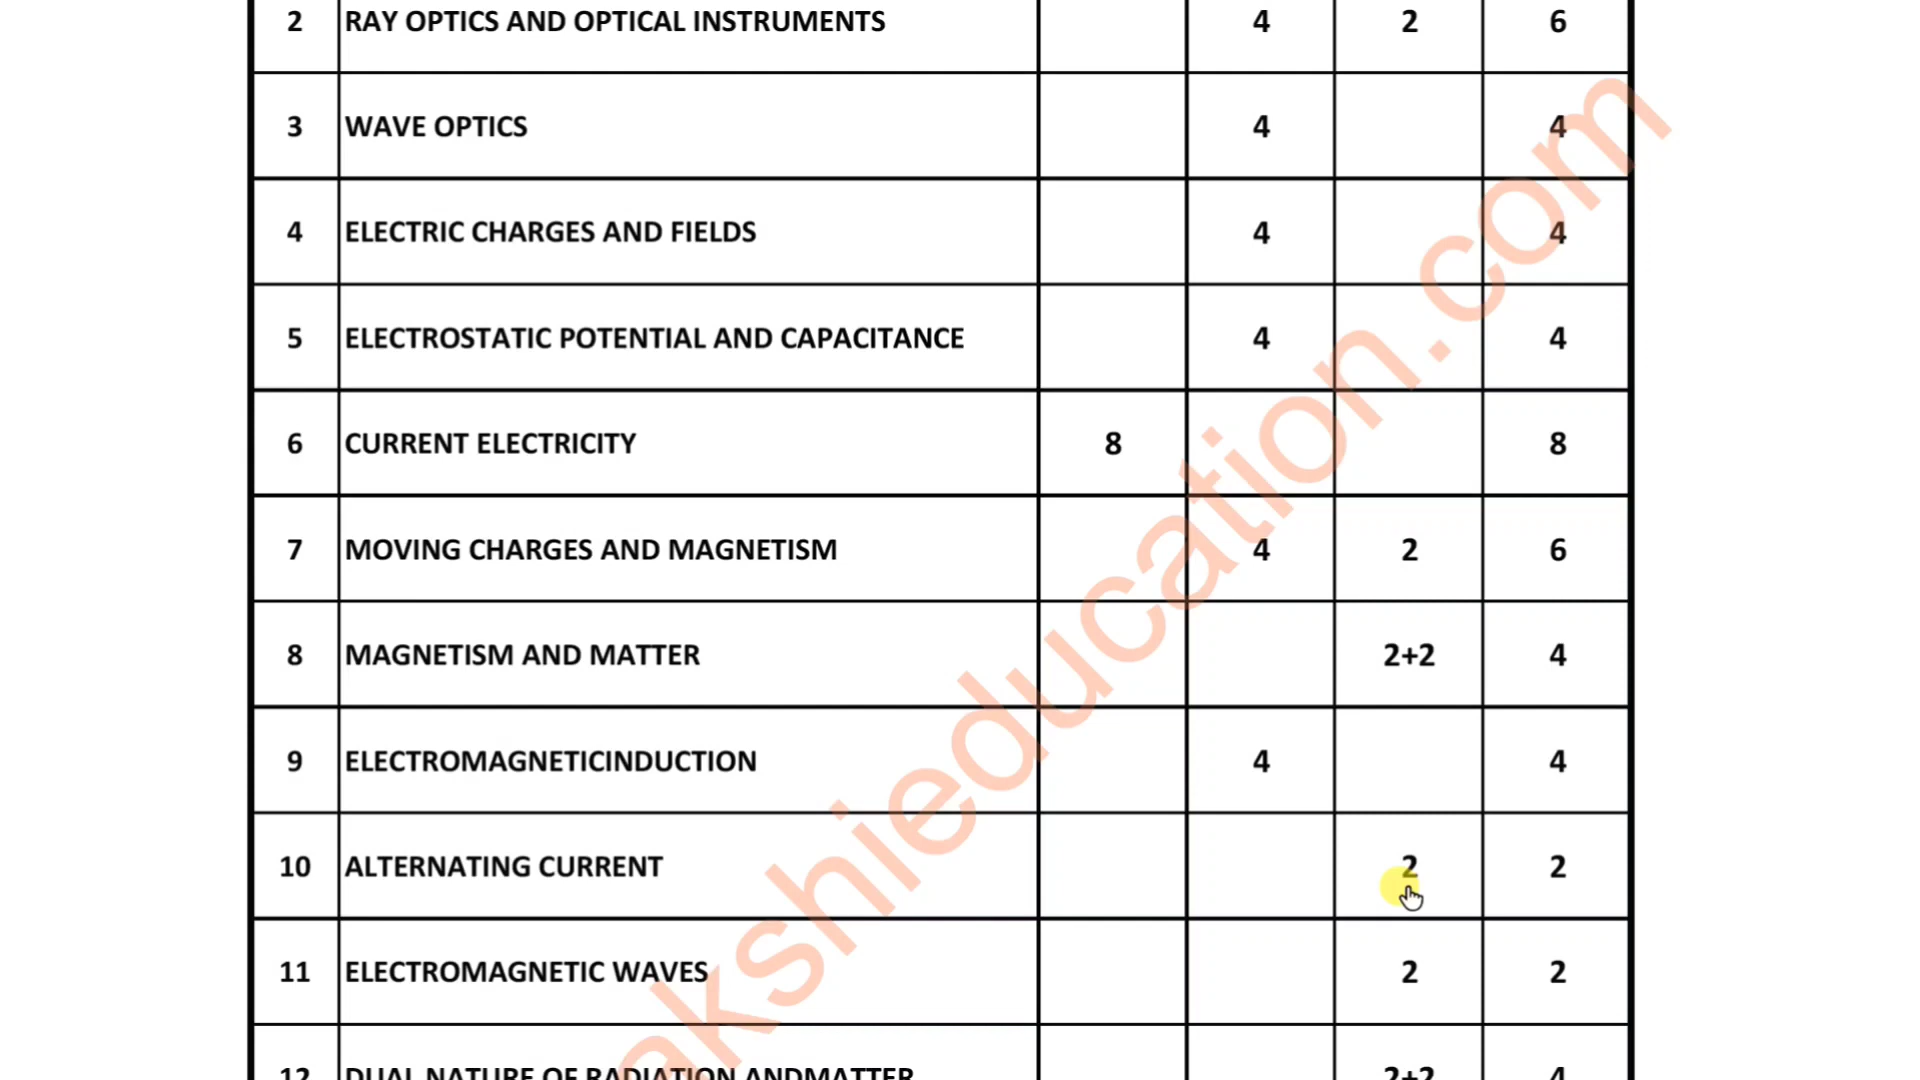 2 RAY OPTICS AND OPTICAL INSTRUMENTS 4 2 6
3 WAVE OPTICS 4 4
4 ELECTRIC CHARGES AND FIELDS 4 4
5 ELECTROSTATIC POTENTIAL AND CAPACITANCE 4 4
6 CURRENT ELECTRICITY 8 8
7 MOVING CHARGES AND MAGNETISM 4 2 6
8 MAGNETISM AND MATTER 2+2 4
9 ELECTROMAGNETICINDUCTION 4 4
10 ALTERNATING CURRENT 2 2
11 ELECTROMAGNETIC WAVES 2 2
12 DUAL NATURE OF RADIATION ANDMATTER 2+2 4
akshieducation.com